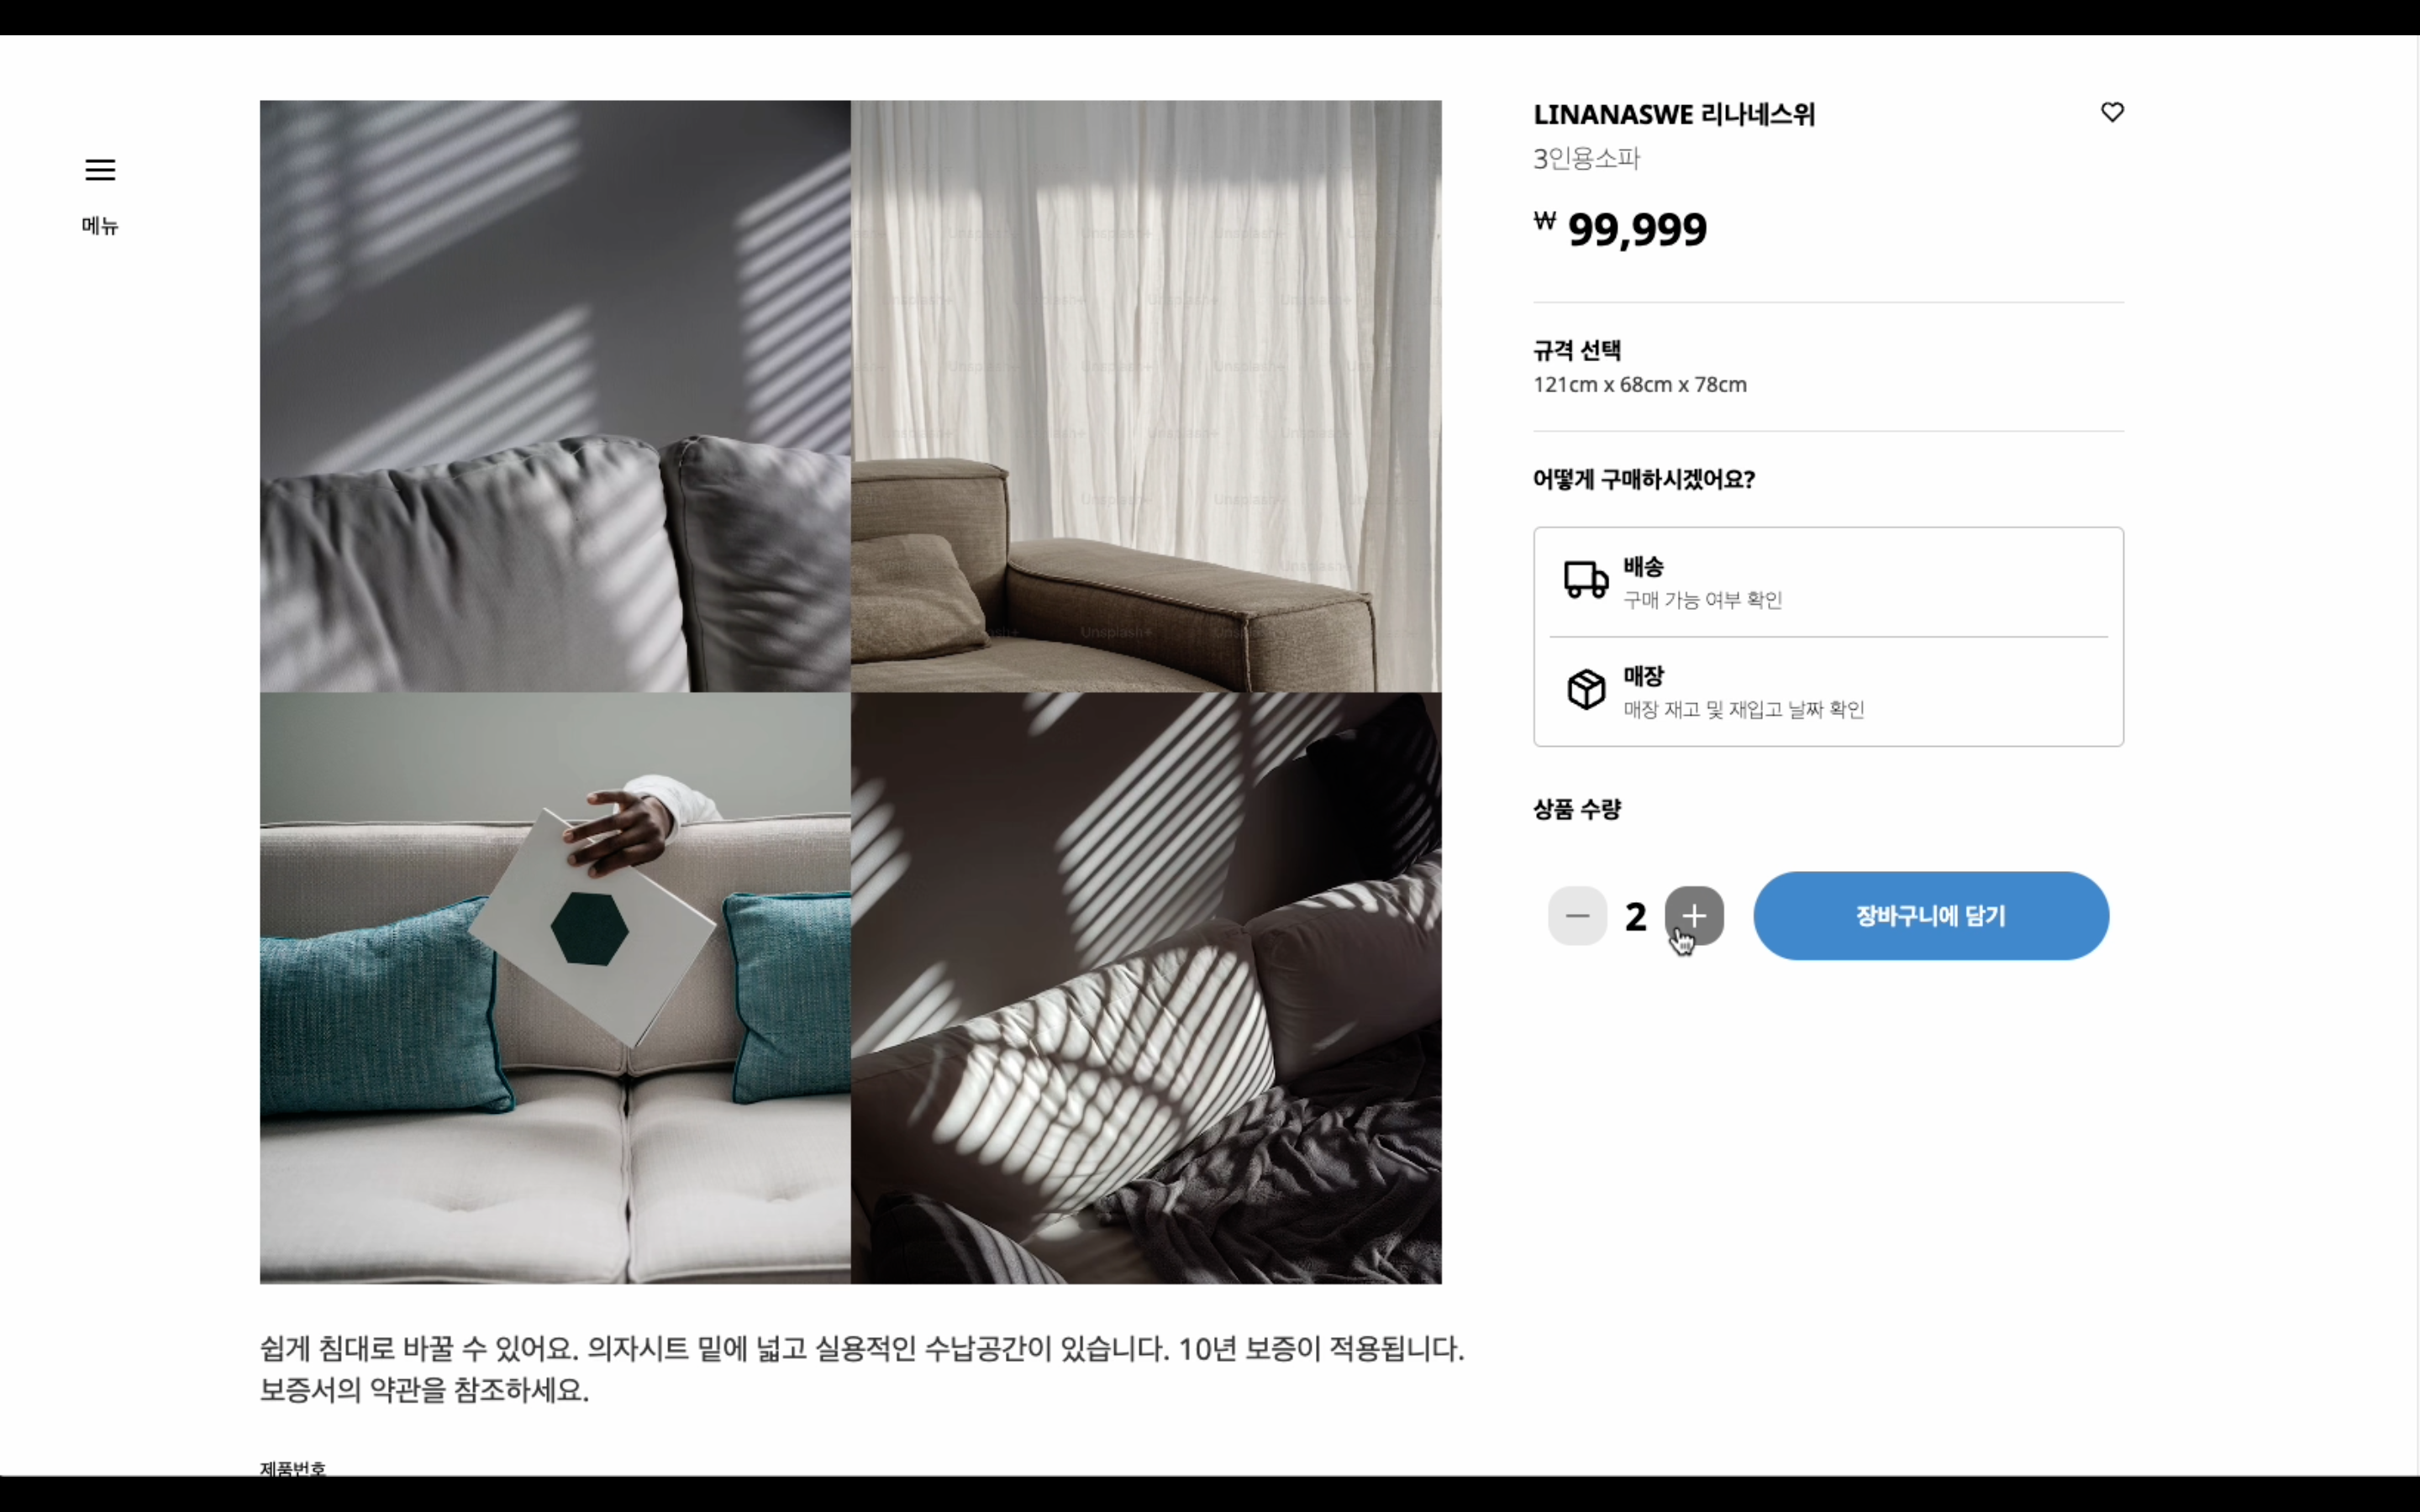 메뉴
LINANASWE 리나네스위
3인용소파
₩ 99,999
규격 선택
121cm x 68cm x 78cm
어떻게 구매하시겠어요?
배송
구매 가능 여부 확인
매장
매장 재고 및 재입고 날짜 확인
상품 수량
2
장바구니에 담기
Unsplash+
쉽게 침대로 바꿀 수 있어요. 의자시트 밑에 넓고 실용적인 수납공간이 있습니다. 10년 보증이 적용됩니다.
보증서의 약관을 참조하세요.
제품번호